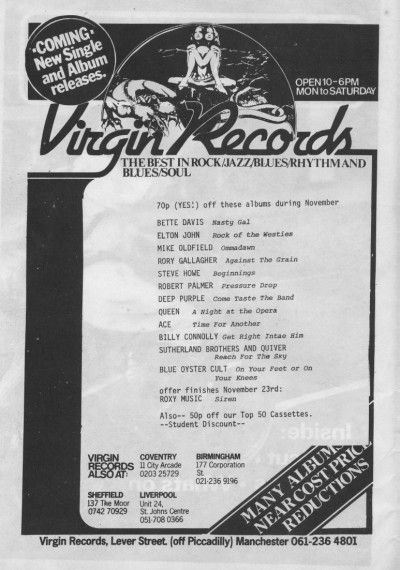 ·COMING·
New Single
and Album
releases.
OPEN 10-6PM
MON to SATURDAY
Virgin Records
THE BEST IN ROCK/JAZZ/BLUES/RHYTHM AND
BLUES/SOUL
70p (YES!) off these albums during November
BETTE DAVIS Nasty Gal
ELTON JOHN Rock of the Westies
MIKE OLDFIELD Ommadawn
RORY GALLAGHER Against The Grain
STEVE HOWE Beginnings
ROBERT PALMER Pressure Drop
DEEP PURPLE Come Taste The Band
QUEEN A Night at the Opera
ACE Time For Another
BILLY CONNOLLY Get Right Intae Him
SUTHERLAND BROTHERS AND QUIVER
Reach For The Sky
BLUE OYSTER CULT On Your Feet or On
Your Knees
offer finishes November 23rd:
ROXY MUSIC Siren
Also-- 50p off our Top 50 Cassettes.
--Student Discount--
VIRGIN
RECORDS
ALSO AT:
COVENTRY
11 City Arcade
0203 25729
BIRMINGHAM
177 Corporation
St.
021-236 9196
SHEFFIELD
137 The Moor
0742 70929
LIVERPOOL
Unit 24,
St. Johns Centre
051-708 0366
MANY ALBUMS
NEAR COST PRICE
REDUCTIONS
Virgin Records, Lever Street. (off Piccadilly) Manchester 061-236 4801